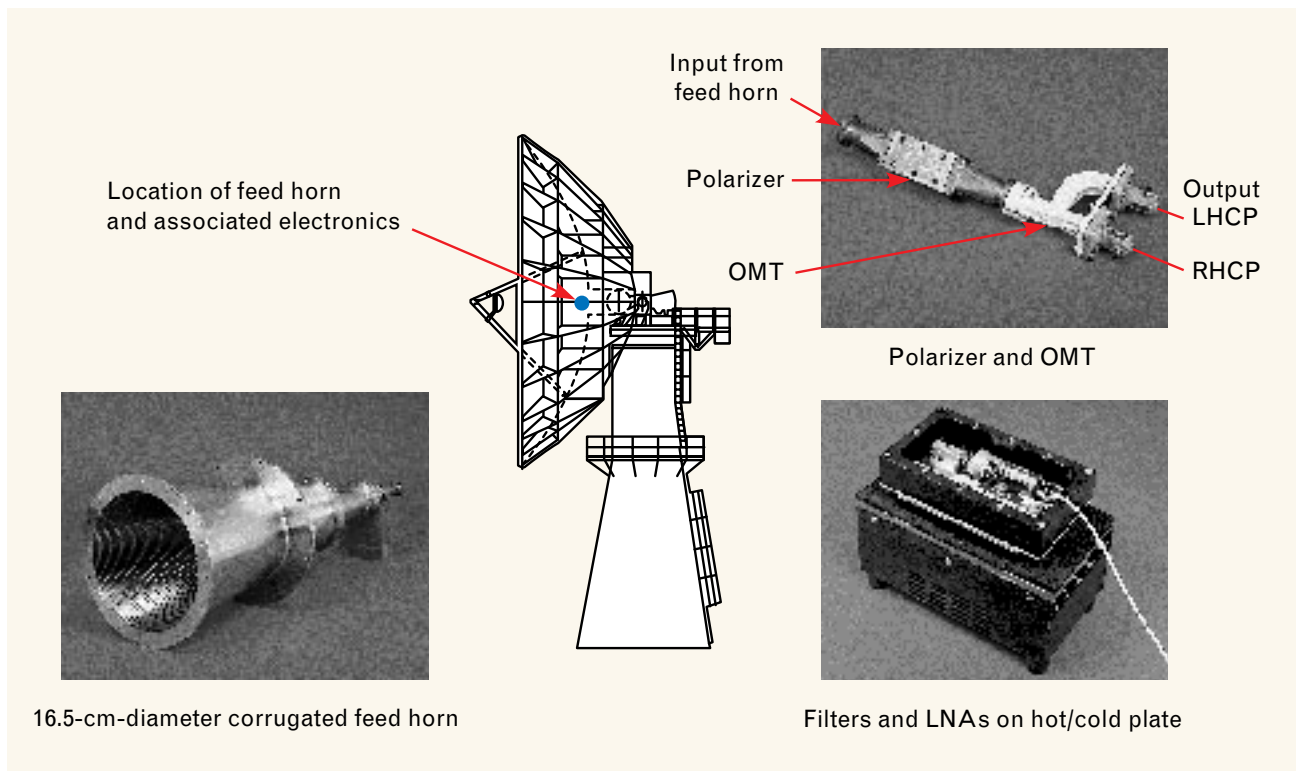 Input from
feed horn
Polarizer
Location of feed horn
and associated electronics
Output
LHCP
OMT
RHCP
Polarizer and OMT
16.5-cm-diameter corrugated feed horn
Filters and LNAs on hot/cold plate